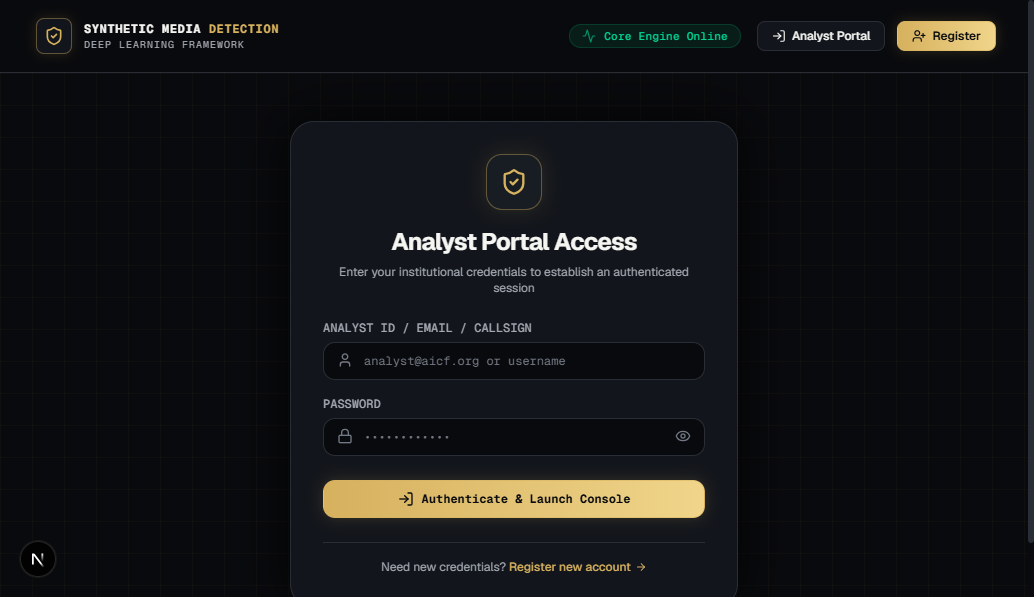 SYNTHETIC MEDIA DETECTION
DEEP LEARNING FRAMEWORK
Core Engine Online
Analyst Portal
Register
Analyst Portal Access
Enter your institutional credentials to establish an authenticated
session
ANALYST ID / EMAIL / CALLSIGN
analyst@aicf.org or username
PASSWORD
••••••••••••
Authenticate & Launch Console
Need new credentials? Register new account →
N